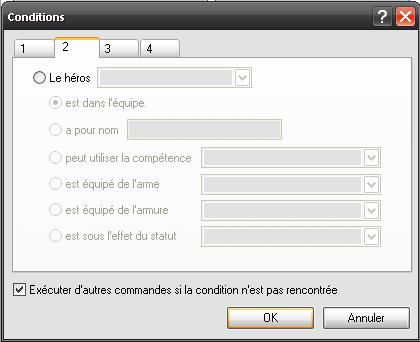 Conditions
1 2 3 4
Le héros
est dans l'équipe.
a pour nom
peut utiliser la compétence
est équipé de l'arme
est équipé de l'armure
est sous l'effet du statut
Exécuter d'autres commandes si la condition n'est pas rencontrée
OK Annuler